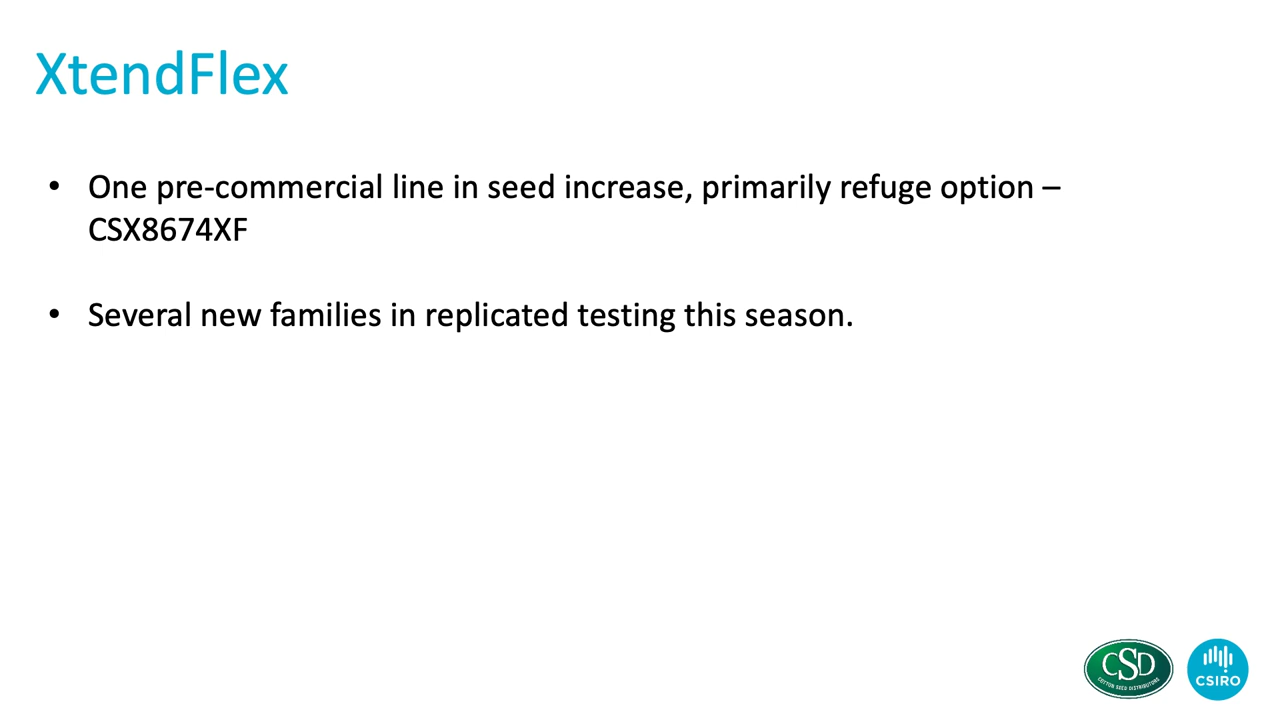 XtendFlex
• One pre-commercial line in seed increase, primarily refuge option –
CSX8674XF
• Several new families in replicated testing this season.
CSD
COTTON SEED DISTRIBUTORS
CSIRO